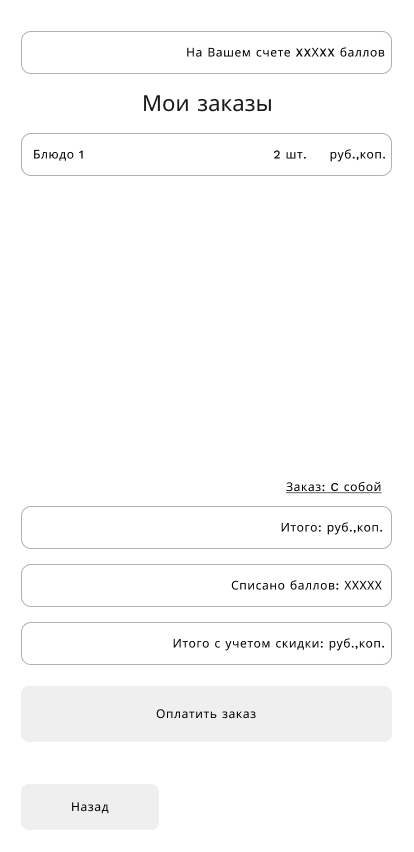 На Вашем счете XXXXX баллов
Мои заказы
Блюдо 1 2 шт. руб.,коп.
Заказ: С собой
Итого: руб.,коп.
Списано баллов: XXXXX
Итого с учетом скидки: руб.,коп.
Оплатить заказ
Назад